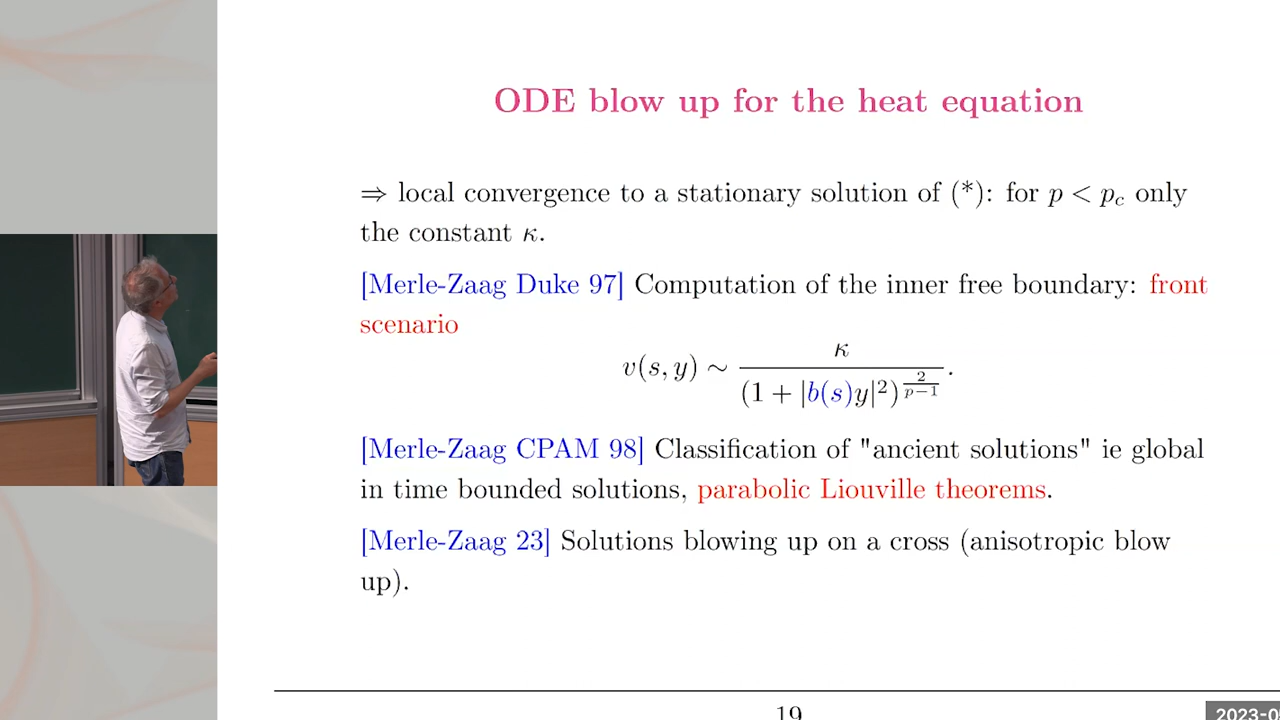 ODE blow up for the heat equation
⇒ local convergence to a stationary solution of (*): for p < p_c only
the constant κ.
[Merle-Zaag Duke 97] Computation of the inner free boundary: front
scenario
v(s, y) ∼ κ / (1 + |b(s)y|²)^{2/(p−1)}.
[Merle-Zaag CPAM 98] Classification of "ancient solutions" ie global
in time bounded solutions, parabolic Liouville theorems.
[Merle-Zaag 23] Solutions blowing up on a cross (anisotropic blow
up).
19
2023-0